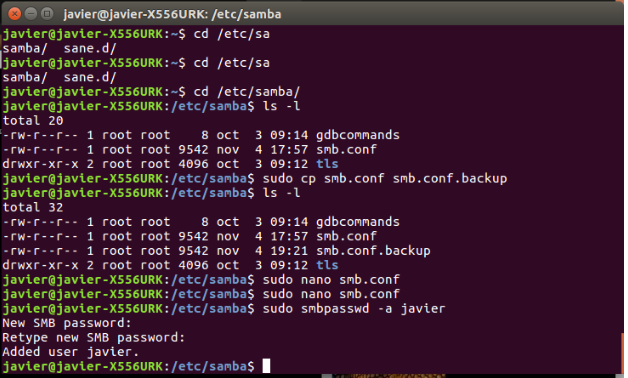 javier@javier-X556URK: /etc/samba
javier@javier-X556URK:~$ cd /etc/sa
samba/  sane.d/
javier@javier-X556URK:~$ cd /etc/sa
samba/  sane.d/
javier@javier-X556URK:~$ cd /etc/samba/
javier@javier-X556URK:/etc/samba$ ls -l
total 20
-rw-r--r-- 1 root root    8 oct  3 09:14 gdbcommands
-rw-r--r-- 1 root root 9542 nov  4 17:57 smb.conf
drwxr-xr-x 2 root root 4096 oct  3 09:12 tls
javier@javier-X556URK:/etc/samba$ sudo cp smb.conf smb.conf.backup
javier@javier-X556URK:/etc/samba$ ls -l
total 32
-rw-r--r-- 1 root root    8 oct  3 09:14 gdbcommands
-rw-r--r-- 1 root root 9542 nov  4 17:57 smb.conf
-rw-r--r-- 1 root root 9542 nov  4 19:21 smb.conf.backup
drwxr-xr-x 2 root root 4096 oct  3 09:12 tls
javier@javier-X556URK:/etc/samba$ sudo nano smb.conf
javier@javier-X556URK:/etc/samba$ sudo nano smb.conf
javier@javier-X556URK:/etc/samba$ sudo smbpasswd -a javier
New SMB password:
Retype new SMB password:
Added user javier.
javier@javier-X556URK:/etc/samba$